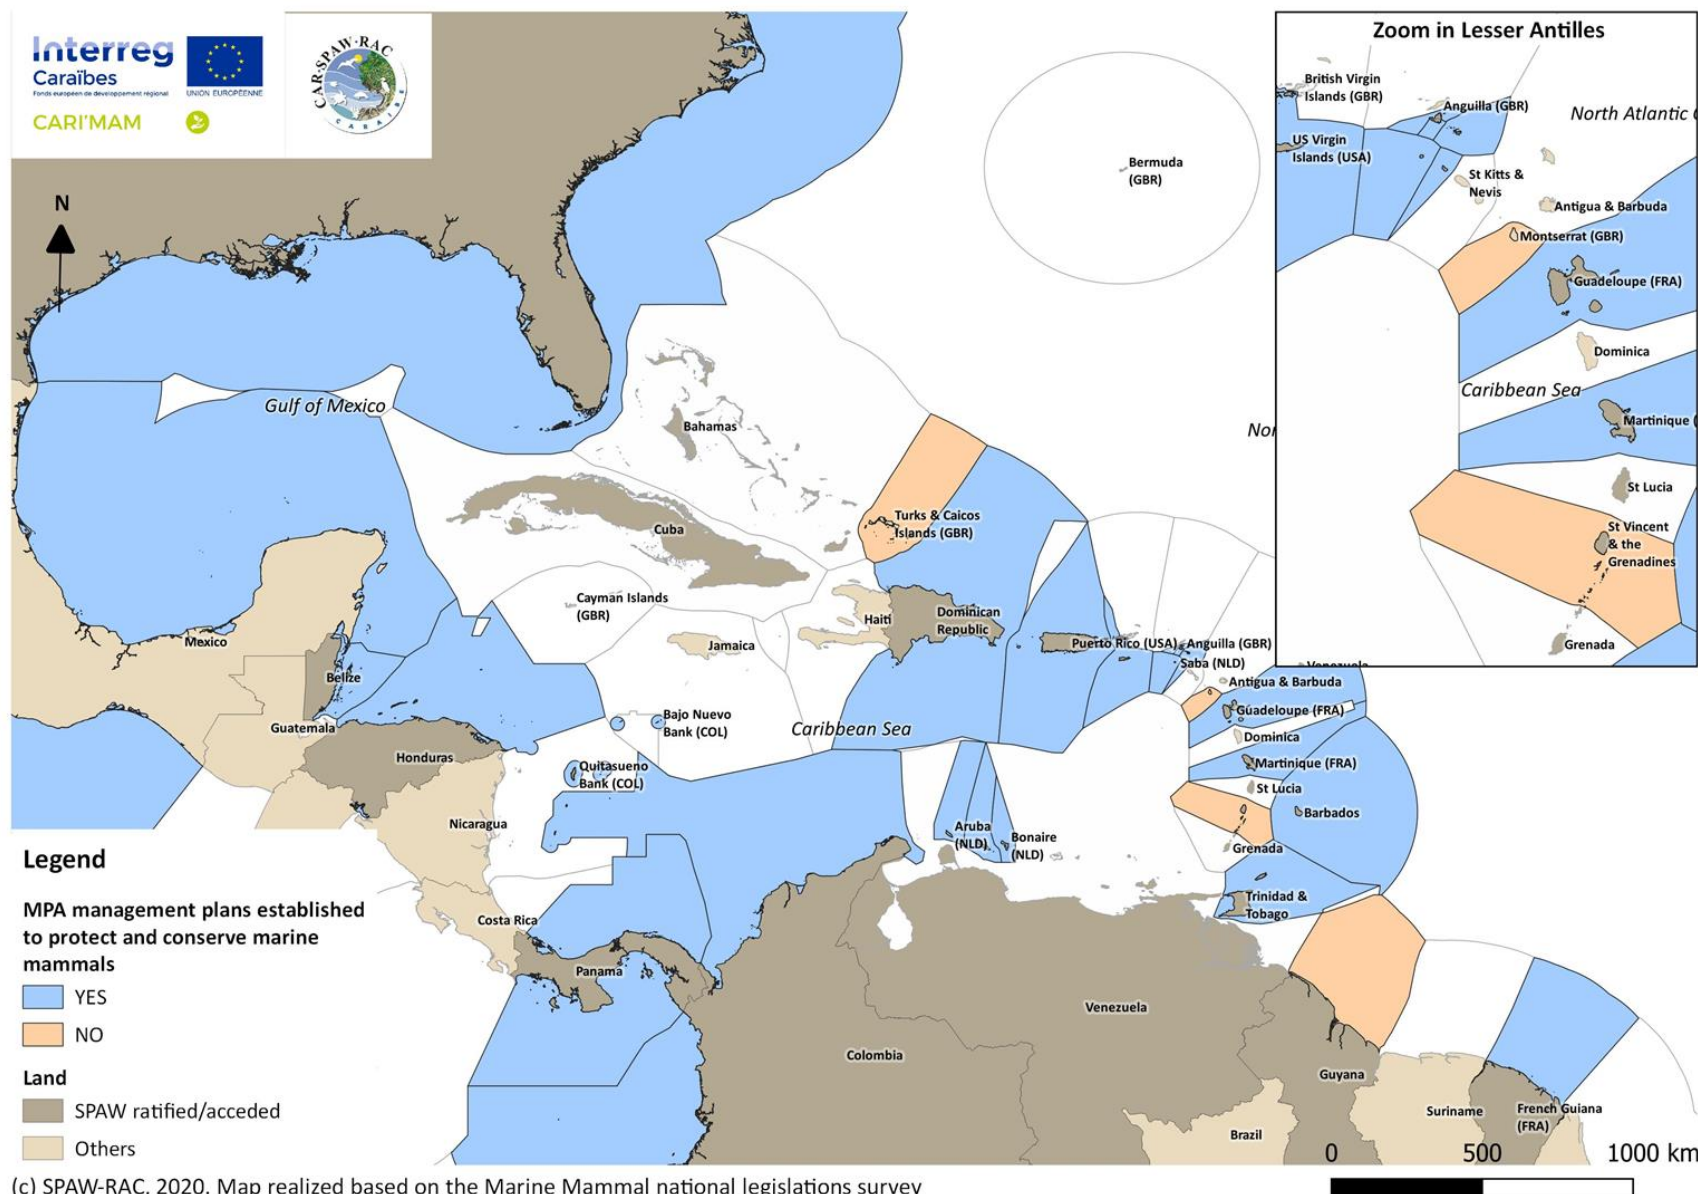 Interreg
Caraïbes
Fonds européen de développement régional
UNION EUROPÉENNE
CARI'MAM
CAR-SPAW-RAC
CARAIBE
N
Gulf of Mexico
Bermuda
(GBR)
Bahamas
Nor
Turks & Caicos
Islands (GBR)
Cuba
Cayman Islands
(GBR)
Haiti
Dominican
Republic
Jamaica
Puerto Rico (USA)
Anguilla (GBR)
Saba (NLD)
Venezuela
Antigua & Barbuda
Guadeloupe (FRA)
Dominica
Martinique (FRA)
St Lucia
Barbados
Grenada
Trinidad &
Tobago
Mexico
Belize
Guatemala
Honduras
Bajo Nuevo
Bank (COL)
Caribbean Sea
Quitasueno
Bank (COL)
Nicaragua
Aruba
(NLD)
Bonaire
(NLD)
Costa Rica
Panama
Venezuela
Colombia
Guyana
Suriname
French Guiana
(FRA)
Brazil
Zoom in Lesser Antilles
British Virgin
Islands (GBR)
Anguilla (GBR)
North Atlantic
US Virgin
Islands (USA)
St Kitts &
Nevis
Antigua & Barbuda
Montserrat (GBR)
Guadeloupe (FRA)
Dominica
Caribbean Sea
Martinique (
St Lucia
St Vincent
& the
Grenadines
Grenada
Legend
MPA management plans established
to protect and conserve marine
mammals
YES
NO
Land
SPAW ratified/acceded
Others
0 500 1000 km
(c) SPAW-RAC, 2020. Map realized based on the Marine Mammal national legislations survey